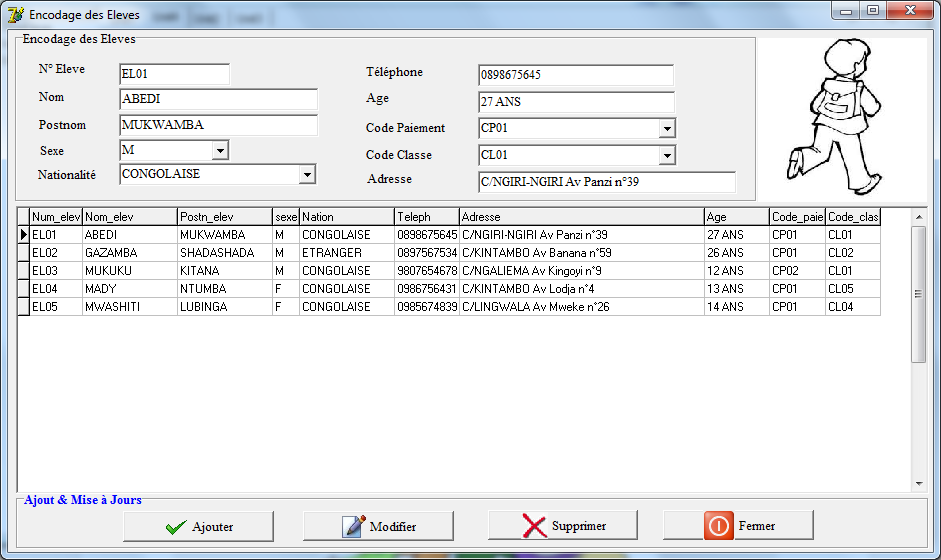 Encodage des Eleves
Encodage des Eleves
N° Eleve EL01 Téléphone 0898675645
Nom ABEDI Age 27 ANS
Postnom MUKWAMBA Code Paiement CP01
Sexe M Code Classe CL01
Nationalité CONGOLAISE Adresse C/NGIRI-NGIRI Av Panzi n°39
Num_elev Nom_elev Postn_elev sexe Nation Teleph Adresse Age Code_paie Code_clas
EL01 ABEDI MUKWAMBA M CONGOLAISE 0898675645 C/NGIRI-NGIRI Av Panzi n°39 27 ANS CP01 CL01
EL02 GAZAMBA SHADASHADA M ETRANGER 0897567534 C/KINTAMBO Av Banana n°59 26 ANS CP01 CL02
EL03 MUKUKU KITANA M CONGOLAISE 9807654678 C/NGALIEMA Av Kingoyi n°9 12 ANS CP02 CL01
EL04 MADY NTUMBA F CONGOLAISE 0986756431 C/KINTAMBO Av Lodja n°4 13 ANS CP01 CL05
EL05 MWASHITI LUBINGA F CONGOLAISE 0985674839 C/LINGWALA Av Mweke n°26 14 ANS CP01 CL04
Ajout & Mise à Jours
Ajouter Modifier Supprimer Fermer